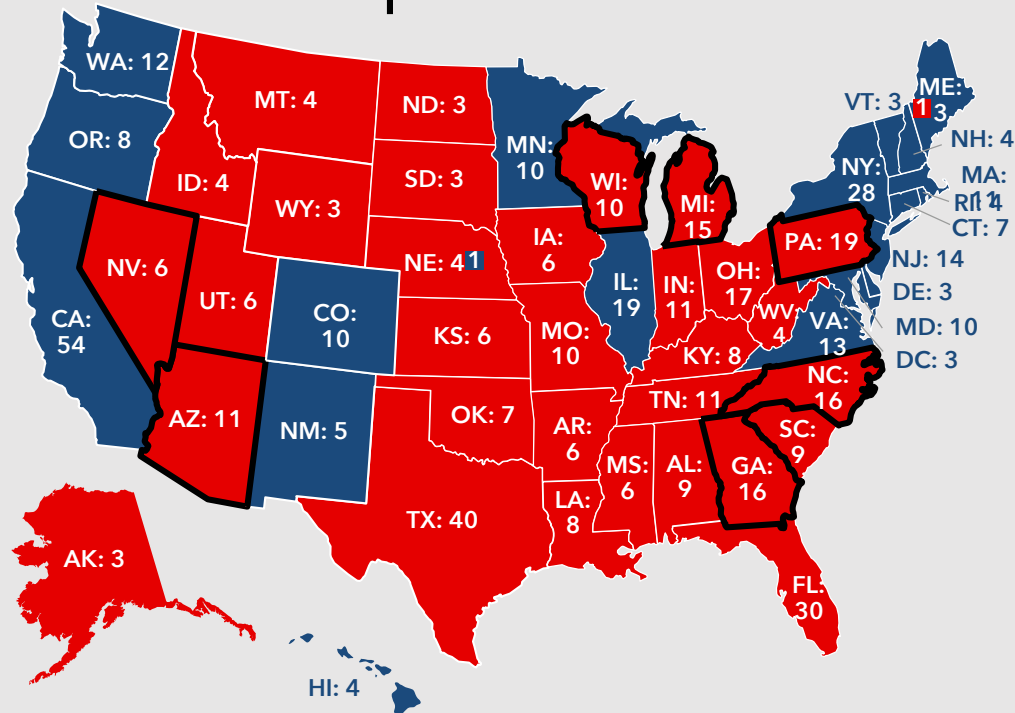 WA: 12
OR: 8
CA:
54
NV: 6
ID: 4
MT: 4
WY: 3
UT: 6
AZ: 11
CO:
10
NM: 5
ND: 3
SD: 3
NE: 4
1
KS: 6
OK: 7
TX: 40
MN:
10
IA:
6
MO:
10
AR:
6
LA:
8
WI:
10
IL:
19
MI:
15
IN:
11
OH:
17
KY: 8
TN: 11
MS:
6
AL:
9
GA:
16
FL:
30
SC:
9
NC:
16
VA:
13
WV:
4
PA: 19
NY:
28
VT: 3
ME:
1
3
NH: 4
MA:
11
RI: 4
CT: 7
NJ: 14
DE: 3
MD: 10
DC: 3
AK: 3
HI: 4